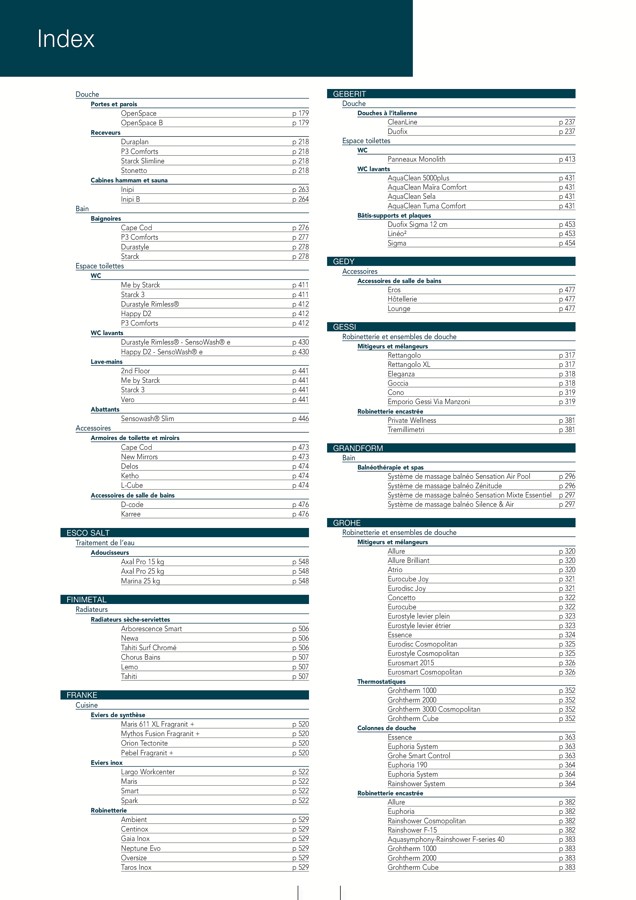 Index
Douche
Portes et parois
OpenSpace p 179
OpenSpace B p 179
Receveurs
Duraplan p 218
P3 Comforts p 218
Starck Slimline p 218
Stonetto p 218
Cabines hammam et sauna
Inipi p 263
Inipi B p 264
Bain
Baignoires
Cape Cod p 276
P3 Comforts p 277
Durastyle p 278
Starck p 278
Espace toilettes
WC
Me by Starck p 411
Starck 3 p 411
Durastyle Rimless® p 412
Happy D2 p 412
P3 Comforts p 412
WC lavants
Durastyle Rimless® - SensoWash® e p 430
Happy D2 - SensoWash® e p 430
Lave-mains
2nd Floor p 441
Me by Starck p 441
Starck 3 p 441
Vero p 441
Abattants
Sensowash® Slim p 446
Accessoires
Armoires de toilette et miroirs
Cape Cod p 473
New Mirrors p 473
Delos p 474
Ketho p 474
L-Cube p 474
Accessoires de salle de bains
D-code p 476
Karree p 476
ESCO SALT
Traitement de l'eau
Adoucisseurs
Axal Pro 15 kg p 548
Axal Pro 25 kg p 548
Marina 25 kg p 548
FINIMETAL
Radiateurs
Radiateurs sèche-serviettes
Arborescence Smart p 506
Newa p 506
Tahiti Surf Chromé p 506
Chorus Bains p 507
Lemo p 507
Tahiti p 507
FRANKE
Cuisine
Eviers de synthèse
Maris 611 XL Fragranit + p 520
Mythos Fusion Fragranit + p 520
Orion Tectonite p 520
Pebel Fragranit + p 520
Eviers inox
Largo Workcenter p 522
Maris p 522
Smart p 522
Spark p 522
Robinetterie
Ambient p 529
Centinox p 529
Gaia Inox p 529
Neptune Evo p 529
Oversize p 529
Taros Inox p 529
GEBERIT
Douche
Douches à l'italienne
CleanLine p 237
Duofix p 237
Espace toilettes
WC
Panneaux Monolith p 413
WC lavants
AquaClean 5000plus p 431
AquaClean Maïra Comfort p 431
AquaClean Sela p 431
AquaClean Tuma Comfort p 431
Bâtis-supports et plaques
Duofix Sigma 12 cm p 453
Linéo² p 453
Sigma p 454
GEDY
Accessoires
Accessoires de salle de bains
Eros p 477
Hôtellerie p 477
Lounge p 477
GESSI
Robinetterie et ensembles de douche
Mitigeurs et mélangeurs
Rettangolo p 317
Rettangolo XL p 317
Eleganza p 318
Goccia p 318
Cono p 319
Emporio Gessi Via Manzoni p 319
Robinetterie encastrée
Private Wellness p 381
Tremillimetri p 381
GRANDFORM
Bain
Balnéothérapie et spas
Système de massage balnéo Sensation Air Pool p 296
Système de massage balnéo Zénitude p 296
Système de massage balnéo Sensation Mixte Essentiel p 297
Système de massage balnéo Silence & Air p 297
GROHE
Robinetterie et ensembles de douche
Mitigeurs et mélangeurs
Allure p 320
Allure Brilliant p 320
Atrio p 320
Eurocube Joy p 321
Eurodisc Joy p 321
Concetto p 322
Eurocube p 322
Eurostyle levier plein p 323
Eurostyle levier étrier p 323
Essence p 324
Eurodisc Cosmopolitan p 325
Eurostyle Cosmopolitan p 325
Eurosmart 2015 p 326
Eurosmart Cosmopolitan p 326
Thermostatiques
Grohtherm 1000 p 352
Grohtherm 2000 p 352
Grohtherm 3000 Cosmopolitan p 352
Grohtherm Cube p 352
Colonnes de douche
Essence p 363
Euphoria System p 363
Grohe Smart Control p 363
Euphoria 190 p 364
Euphoria System p 364
Rainshower System p 364
Robinetterie encastrée
Allure p 382
Euphoria p 382
Rainshower Cosmopolitan p 382
Rainshower F-15 p 382
Aquasymphony-Rainshower F-series 40 p 383
Grohtherm 1000 p 383
Grohtherm 2000 p 383
Grohtherm Cube p 383